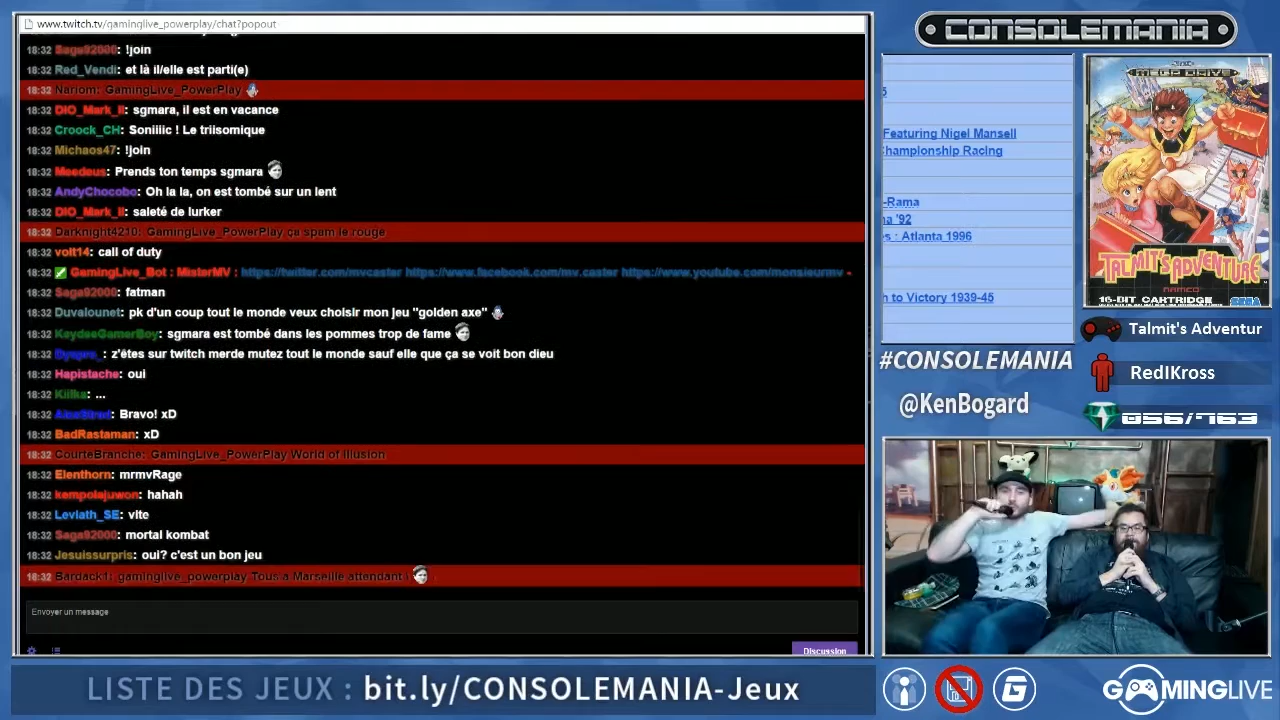 www.twitch.tv/gaminglive_powerplay/chat?popout
18:32 Saga92000: !join
18:32 Red_Vendi: et là il/elle est parti(e)
18:32 Nariom: GamingLive_PowerPlay
18:32 DIO_Mark_II: sgmara, il est en vacance
18:32 Croock_CH: Soniiic ! Le triisomique
18:32 Michaos47: !join
18:32 Meedeus: Prends ton temps sgmara
18:32 AndyChocobo: Oh la la, on est tombé sur un lent
18:32 DIO_Mark_II: saleté de lurker
18:32 Darknight4210: GamingLive_PowerPlay ça spam le rouge
18:32 volt14: call of duty
18:32 GamingLive_Bot : MisterMV : https://twitter.com/mvcaster https://www.facebook.com/mv.caster https://www.youtube.com/monsieurmv -
18:32 Saga92000: fatman
18:32 Duvalounet: pk d'un coup tout le monde veux choisir mon jeu "golden axe"
18:32 KaydeeGamerBoy: sgmara est tombé dans les pommes trop de fame
18:32 : z'êtes sur twitch merde mutez tout le monde sauf elle que ça se voit bon dieu
18:32 Hapistache: oui
18:32 : ...
18:32 : Bravo! xD
18:32 BadRastaman: xD
18:32 CourteBranche: GamingLive_PowerPlay World of Illusion
18:32 Elenthorn: mrmvRage
18:32 kempolajuwon: hahah
18:32 Leviath_SE: vite
18:32 Saga92000: mortal kombat
18:32 Jesuissurpris: oui? c'est un bon jeu
18:32 Bardack1: gaminglive_powerplay Tous a Marseille attendant
Envoyer un message
Discussion
CONSOLEMANIA
Featuring Nigel Mansell
Championship Racing
-Rama
'92
s : Atlanta 1996
h to Victory 1939-45
MEGA DRIVE
TALMIT'S ADVENTURE
NAMCO
16-BIT CARTRIDGE
SEGA
#CONSOLEMANIA
@KenBogard
Talmit's Adventur
RedIKross
056/763
LISTE DES JEUX : bit.ly/CONSOLEMANIA-Jeux
G
GAMINGLIVE